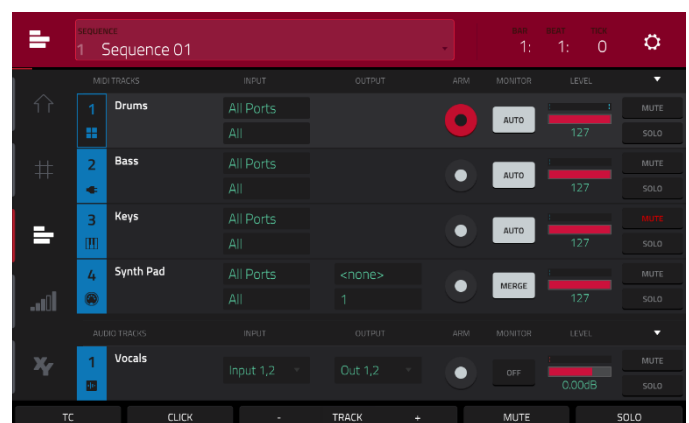 SEQUENCE
1 Sequence 01
BAR BEAT TICK
1: 1: 0
MIDI TRACKS INPUT OUTPUT ARM MONITOR LEVEL
1 Drums All Ports AUTO 127 MUTE
All SOLO
2 Bass All Ports AUTO 127 MUTE
All SOLO
3 Keys All Ports AUTO 127 MUTE
All SOLO
4 Synth Pad All Ports <none> MERGE 127 MUTE
All 1 SOLO
AUDIO TRACKS INPUT OUTPUT ARM MONITOR LEVEL
1 Vocals Input 1,2 Out 1,2 OFF 0.00dB MUTE
SOLO
XY
TC CLICK - TRACK + MUTE SOLO